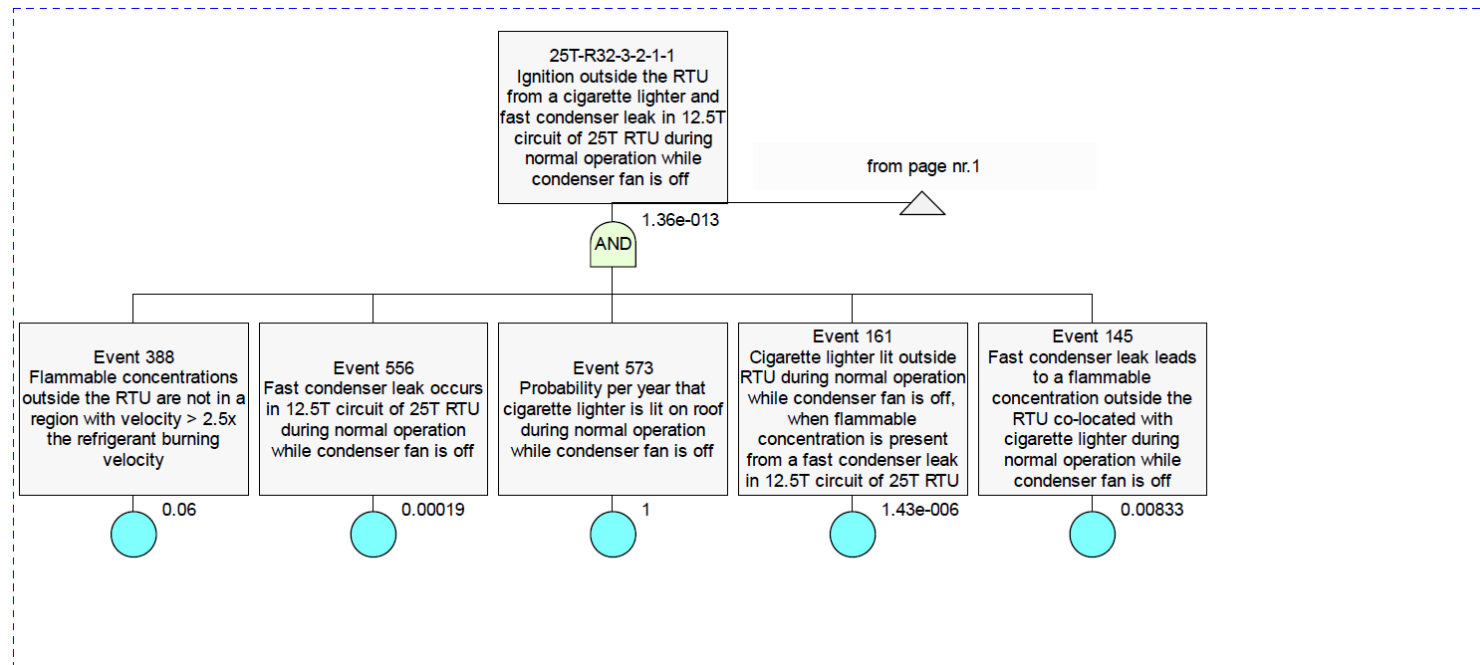 25T-R32-3-2-1-1
Ignition outside the RTU
from a cigarette lighter and
fast condenser leak in 12.5T
circuit of 25T RTU during
normal operation while
condenser fan is off
from page nr.1
1.36e-013
AND
Event 388
Flammable concentrations
outside the RTU are not in a
region with velocity > 2.5x
the refrigerant burning
velocity
0.06
Event 556
Fast condenser leak occurs
in 12.5T circuit of 25T RTU
during normal operation
while condenser fan is off
0.00019
Event 573
Probability per year that
cigarette lighter is lit on roof
during normal operation
while condenser fan is off
1
Event 161
Cigarette lighter lit outside
RTU during normal operation
while condenser fan is off,
when flammable
concentration is present
from a fast condenser leak
in 12.5T circuit of 25T RTU
1.43e-006
Event 145
Fast condenser leak leads
to a flammable
concentration outside the
RTU co-located with
cigarette lighter during
normal operation while
condenser fan is off
0.00833